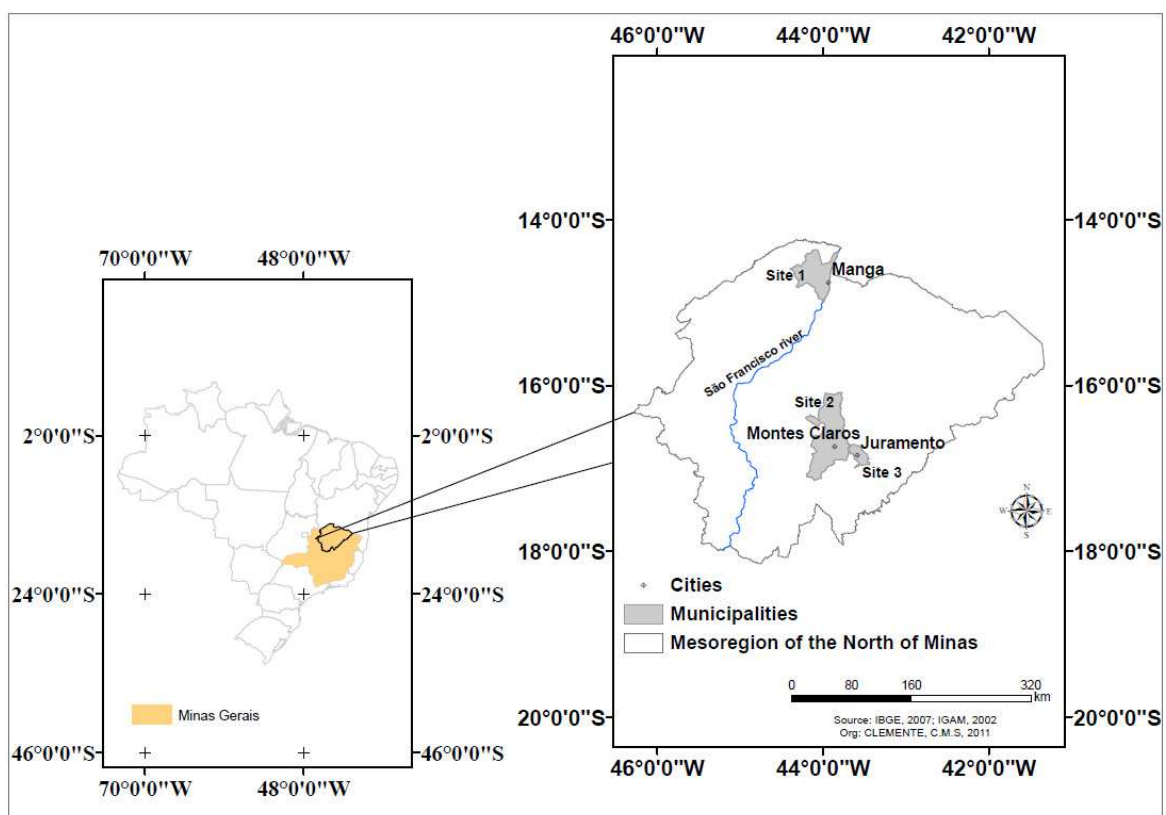 70°0'0"W 48°0'0"W
2°0'0"S 2°0'0"S
24°0'0"S 24°0'0"S
46°0'0"S 46°0'0"S
70°0'0"W 48°0'0"W
Minas Gerais
46°0'0"W 44°0'0"W 42°0'0"W
14°0'0"S 14°0'0"S
Site 1 Manga
São Francisco river
16°0'0"S 16°0'0"S
Site 2
Montes Claros Juramento
Site 3
N
W E
S
18°0'0"S 18°0'0"S
Cities
Municipalities
Mesoregion of the North of Minas
0 80 160 320
km
20°0'0"S 20°0'0"S
Source: IBGE, 2007; IGAM, 2002
Org: CLEMENTE, C.M.S, 2011
46°0'0"W 44°0'0"W 42°0'0"W